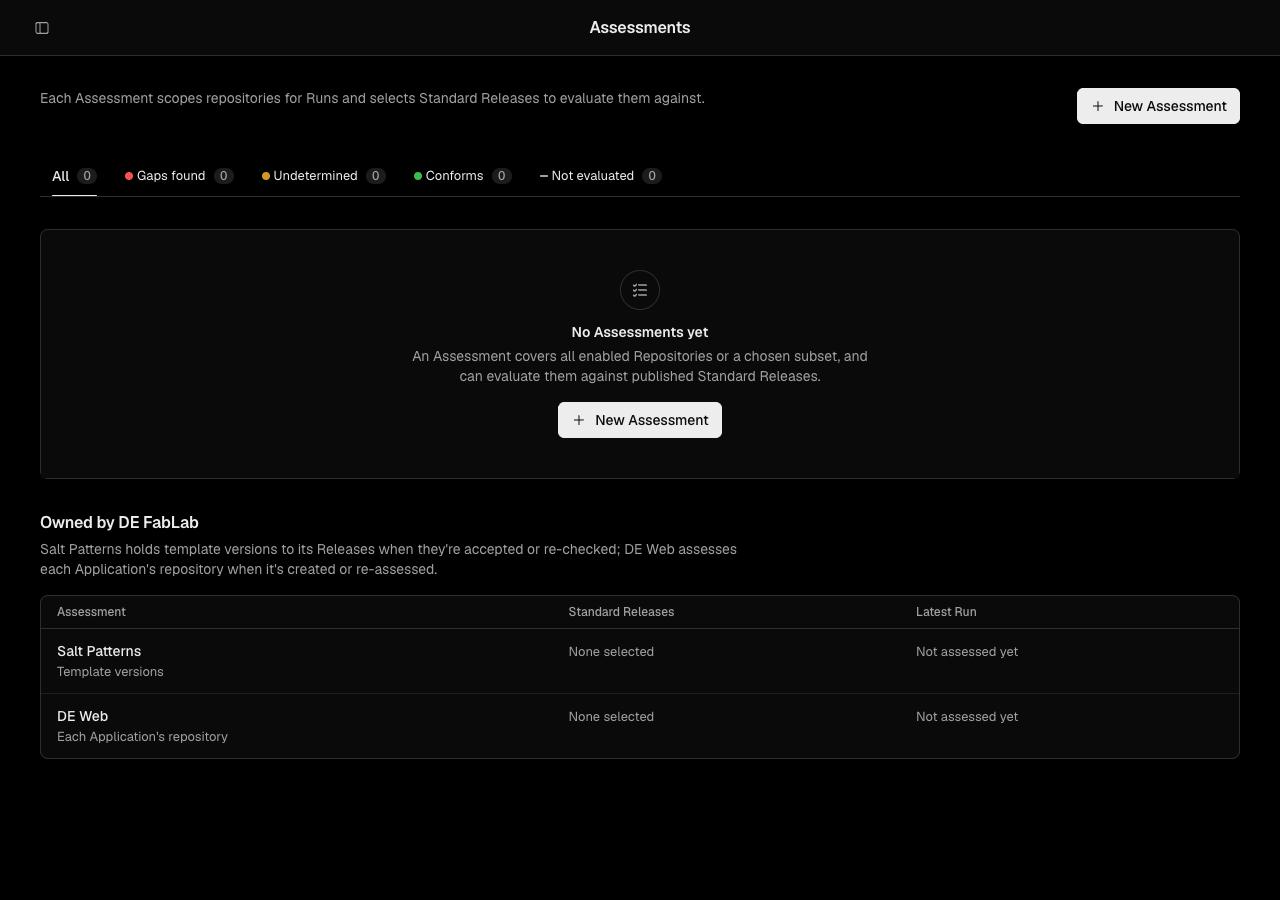 Assessments
Each Assessment scopes repositories for Runs and selects Standard Releases to evaluate them against.
New Assessment
All 0 Gaps found 0 Undetermined 0 Conforms 0 Not evaluated 0
No Assessments yet
An Assessment covers all enabled Repositories or a chosen subset, and
can evaluate them against published Standard Releases.
New Assessment
Owned by DE FabLab
Salt Patterns holds template versions to its Releases when they're accepted or re-checked; DE Web assesses
each Application's repository when it's created or re-assessed.
Assessment Standard Releases Latest Run
Salt Patterns None selected Not assessed yet
Template versions
DE Web None selected Not assessed yet
Each Application's repository